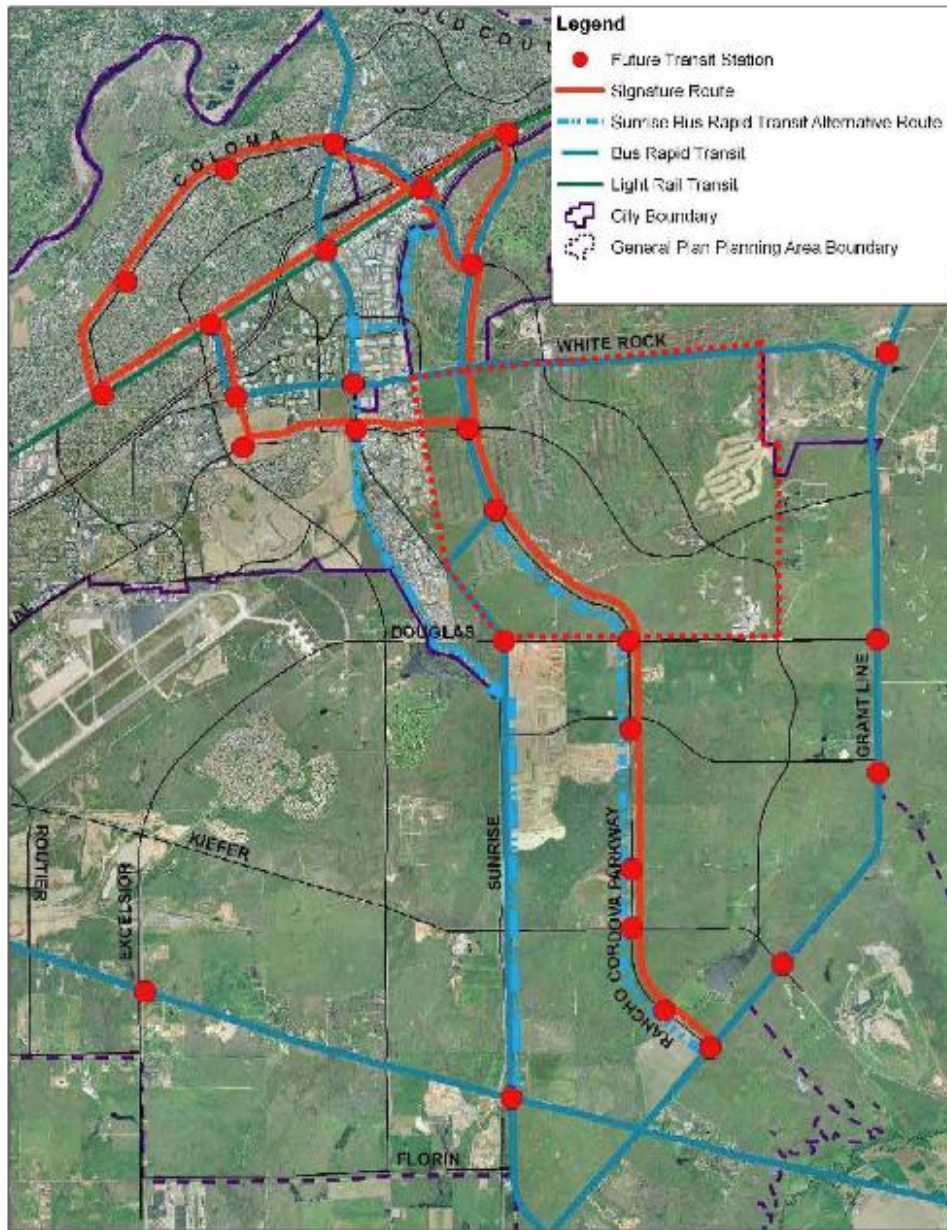 GOLD COU
Legend
Future Transit Station
Signature Route
Sunrise Bus Rapid Transit Alternative Route
Bus Rapid Transit
Light Rail Transit
City Boundary
General Plan Planning Area Boundary
COLOMA
WHITE ROCK
DOUGLAS
GRANT LINE
SUNRISE
KIEFER
ROUTIER
EXCELSIOR
RANCHO CORDOVA PARKWAY
FLORIN